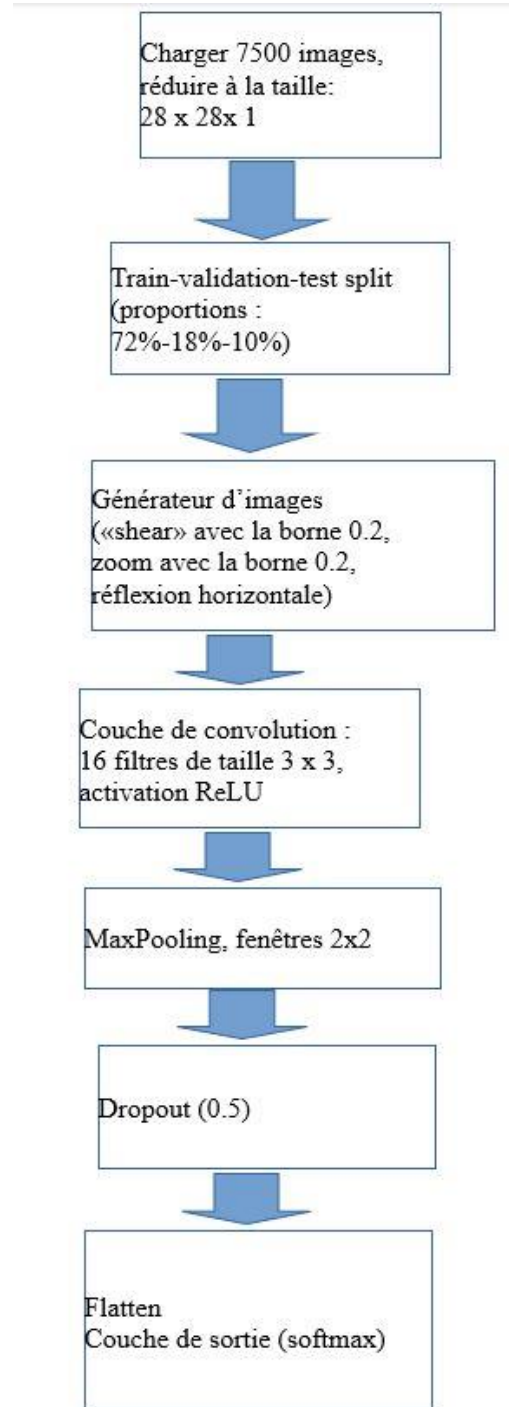 Charger 7500 images,
réduire à la taille:
28 x 28x 1
Train-validation-test split
(proportions :
72%-18%-10%)
Générateur d’images
(«shear» avec la borne 0.2,
zoom avec la borne 0.2,
réflexion horizontale)
Couche de convolution :
16 filtres de taille 3 x 3,
activation ReLU
MaxPooling, fenêtres 2x2
Dropout (0.5)
Flatten
Couche de sortie (softmax)